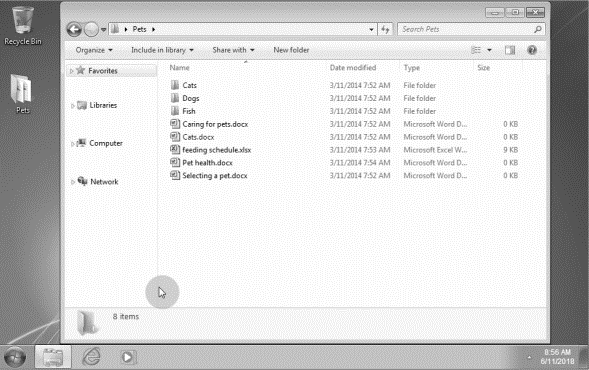 Recycle Bin
Pets
Pets
Search Pets
Organize Include in library Share with New folder
Favorites
Libraries
Computer
Network
Name Date modified Type Size
Cats 3/11/2014 7:52 AM File folder
Dogs 3/11/2014 7:52 AM File folder
Fish 3/11/2014 7:52 AM File folder
Caring for pets.docx 3/11/2014 7:52 AM Microsoft Word D... 0 KB
Cats.docx 3/11/2014 7:52 AM Microsoft Word D... 0 KB
feeding schedule.xlsx 3/11/2014 7:53 AM Microsoft Excel W... 9 KB
Pet health.docx 3/11/2014 7:54 AM Microsoft Word D... 0 KB
Selecting a pet.docx 3/11/2014 7:52 AM Microsoft Word D... 0 KB
8 items
8:56 AM
6/11/2018